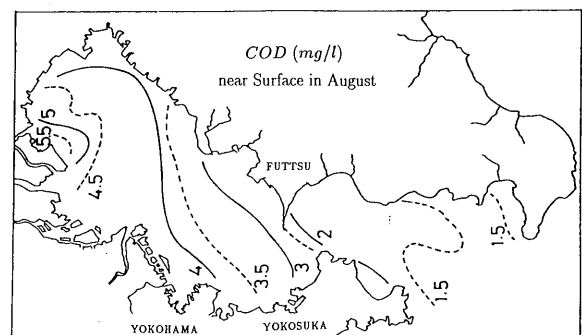 COD (mg/l)
near Surface in August
5.5
5
4.5
FUTTSU
2
1.5
1.5
4
3.5
3
YOKOHAMA
YOKOSUKA